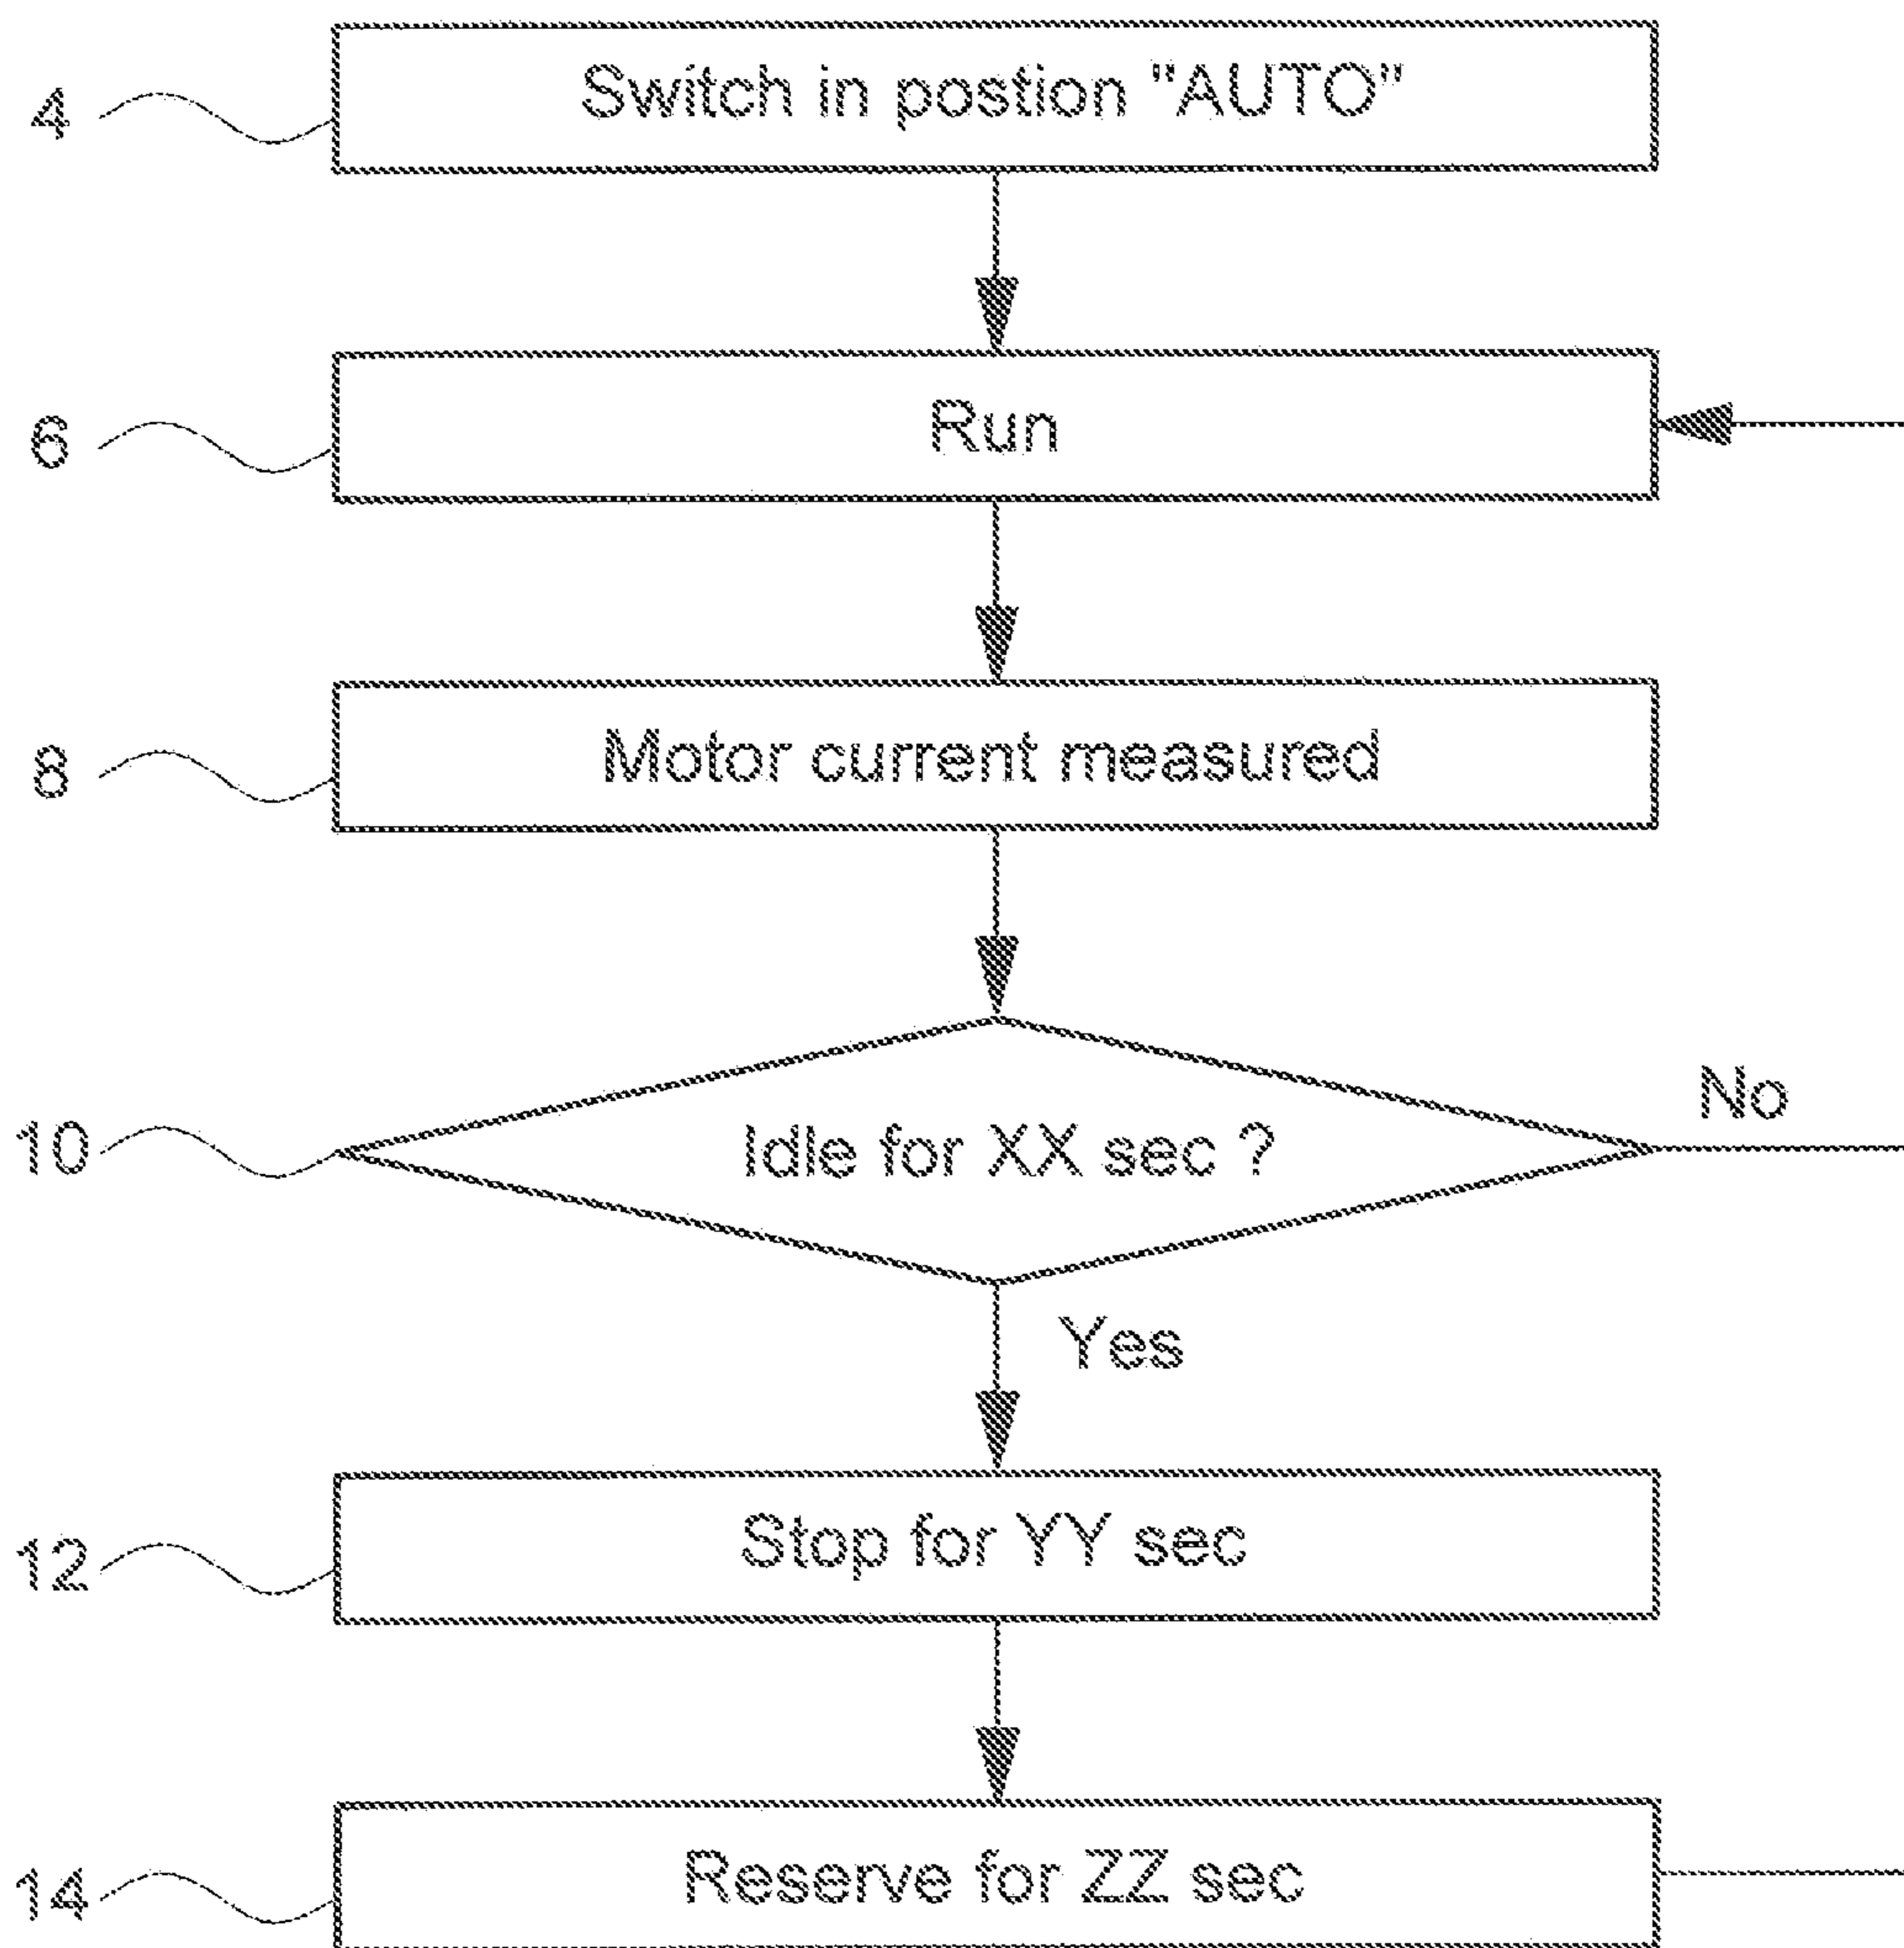 4 Switch in postion "AUTO"
6 Run
8 Motor current measured
10 Idle for XX sec ?
No
Yes
12 Stop for YY sec
14 Reserve for ZZ sec